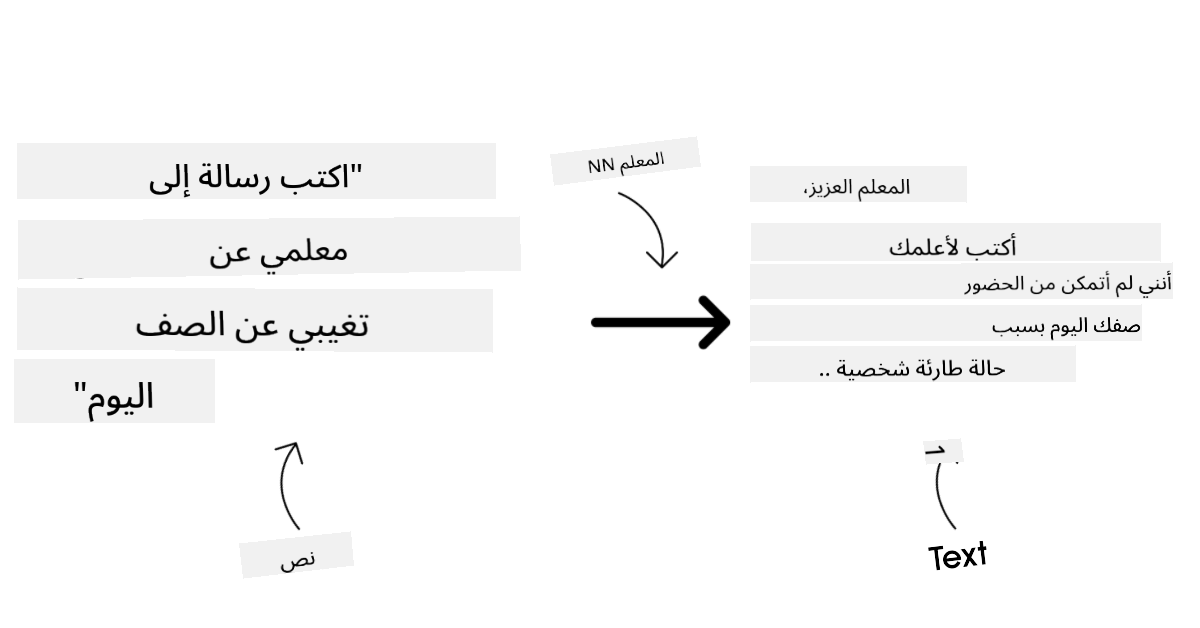 "اكتب رسالة إلى
معلمي عن
تغيبي عن الصف
اليوم"
نص
المعلم NN
المعلم العزيز،
أكتب لأعلمك
أنني لم أتمكن من الحضور
صفك اليوم بسبب
حالة طارئة شخصية ..
Text